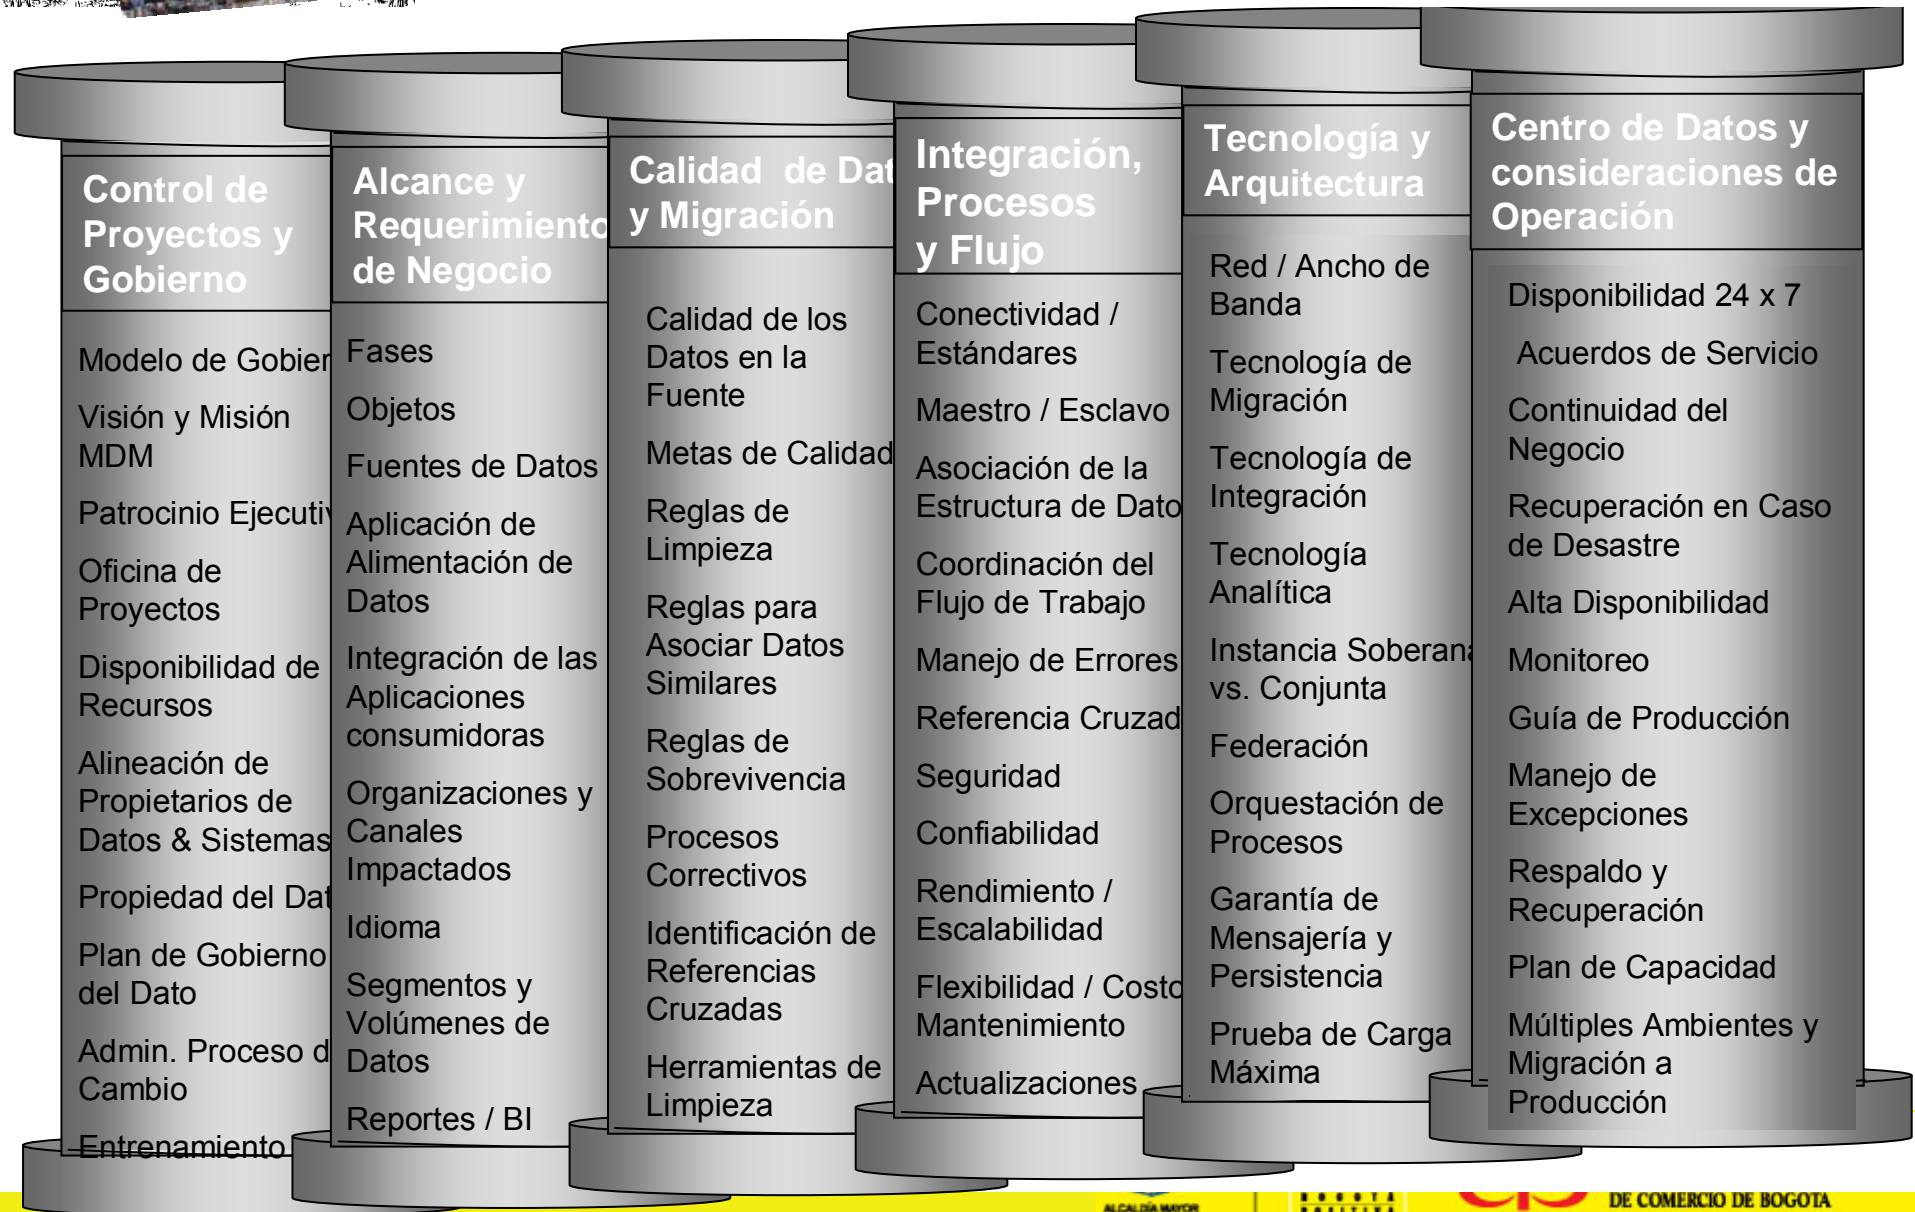 Control de
Proyectos y
Gobierno
Modelo de Gobier
Visión y Misión
MDM
Patrocinio Ejecutiv
Oficina de
Proyectos
Disponibilidad de
Recursos
Alineación de
Propietarios de
Datos & Sistemas
Propiedad del Dat
Plan de Gobierno
del Dato
Admin. Proceso d
Cambio
Entrenamiento
Alcance y
Requerimiento
de Negocio
Fases
Objetos
Fuentes de Datos
Aplicación de
Alimentación de
Datos
Integración de las
Aplicaciones
consumidoras
Organizaciones y
Canales
Impactados
Idioma
Segmentos y
Volúmenes de
Datos
Reportes / BI
Calidad de Dat
y Migración
Calidad de los
Datos en la
Fuente
Metas de Calidad
Reglas de
Limpieza
Reglas para
Asociar Datos
Similares
Reglas de
Sobrevivencia
Procesos
Correctivos
Identificación de
Referencias
Cruzadas
Herramientas de
Limpieza
Integración,
Procesos
y Flujo
Conectividad /
Estándares
Maestro / Esclavo
Asociación de la
Estructura de Dato
Coordinación del
Flujo de Trabajo
Manejo de Errores
Referencia Cruzad
Seguridad
Confiabilidad
Rendimiento /
Escalabilidad
Flexibilidad / Costo
Mantenimiento
Actualizaciones
Tecnología y
Arquitectura
Red / Ancho de
Banda
Tecnología de
Migración
Tecnología de
Integración
Tecnología
Analítica
Instancia Soberana
vs. Conjunta
Federación
Orquestación de
Procesos
Garantía de
Mensajería y
Persistencia
Prueba de Carga
Máxima
Centro de Datos y
consideraciones de
Operación
Disponibilidad 24 x 7
Acuerdos de Servicio
Continuidad del
Negocio
Recuperación en Caso
de Desastre
Alta Disponibilidad
Monitoreo
Guía de Producción
Manejo de
Excepciones
Respaldo y
Recuperación
Plan de Capacidad
Múltiples Ambientes y
Migración a
Producción
ALCALDÍA MAYOR
BOGOTÁ
POSITIVA
DE COMERCIO DE BOGOTA